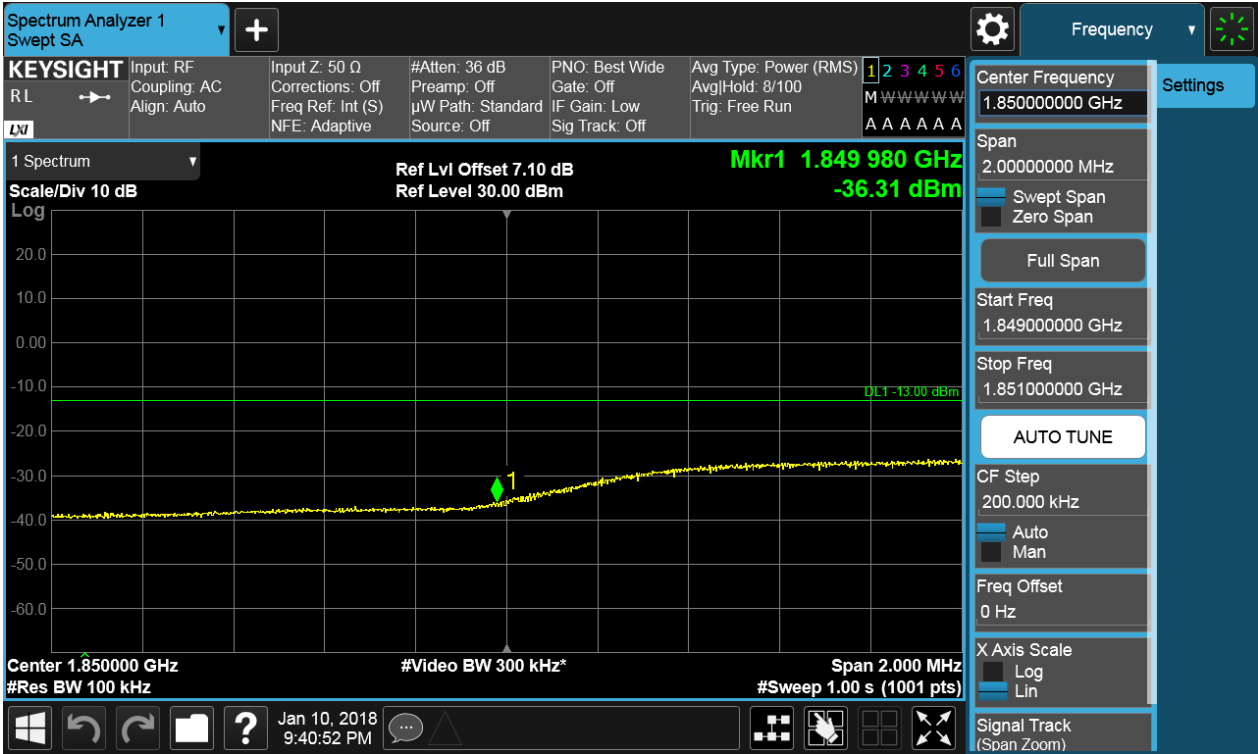 Spectrum Analyzer 1
Swept SA
Frequency
KEYSIGHT
R L
LXI
Input: RF
Coupling: AC
Align: Auto
Input Z: 50 Ω
Corrections: Off
Freq Ref: Int (S)
NFE: Adaptive
#Atten: 36 dB
Preamp: Off
µW Path: Standard
Source: Off
PNO: Best Wide
Gate: Off
IF Gain: Low
Sig Track: Off
Avg Type: Power (RMS)
Avg|Hold: 8/100
Trig: Free Run
1 2 3 4 5 6
M W W W W W
A A A A A A
1 Spectrum
Scale/Div 10 dB
Log
Ref Lvl Offset 7.10 dB
Ref Level 30.00 dBm
Mkr1 1.849 980 GHz
-36.31 dBm
20.0
10.0
0.00
-10.0
-20.0
-30.0
-40.0
-50.0
-60.0
DL1 -13.00 dBm
1
Center 1.850000 GHz
#Res BW 100 kHz
#Video BW 300 kHz*
Span 2.000 MHz
#Sweep 1.00 s (1001 pts)
Jan 10, 2018
9:40:52 PM
Settings
Center Frequency
1.850000000 GHz
Span
2.00000000 MHz
Swept Span
Zero Span
Full Span
Start Freq
1.849000000 GHz
Stop Freq
1.851000000 GHz
AUTO TUNE
CF Step
200.000 kHz
Auto
Man
Freq Offset
0 Hz
X Axis Scale
Log
Lin
Signal Track
(Span Zoom)